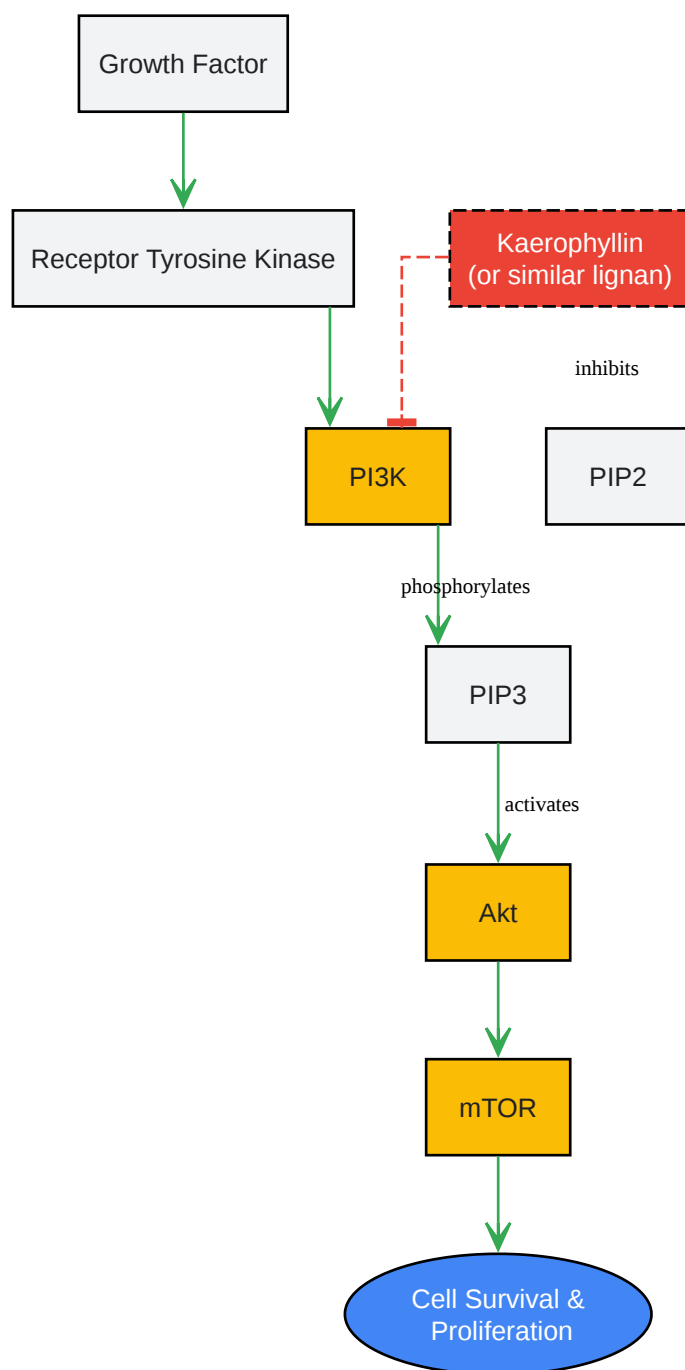 Growth Factor
Receptor Tyrosine Kinase
Kaerophyllin
(or similar lignan)
inhibits
PI3K
PIP2
phosphorylates
PIP3
activates
Akt
mTOR
Cell Survival &
Proliferation